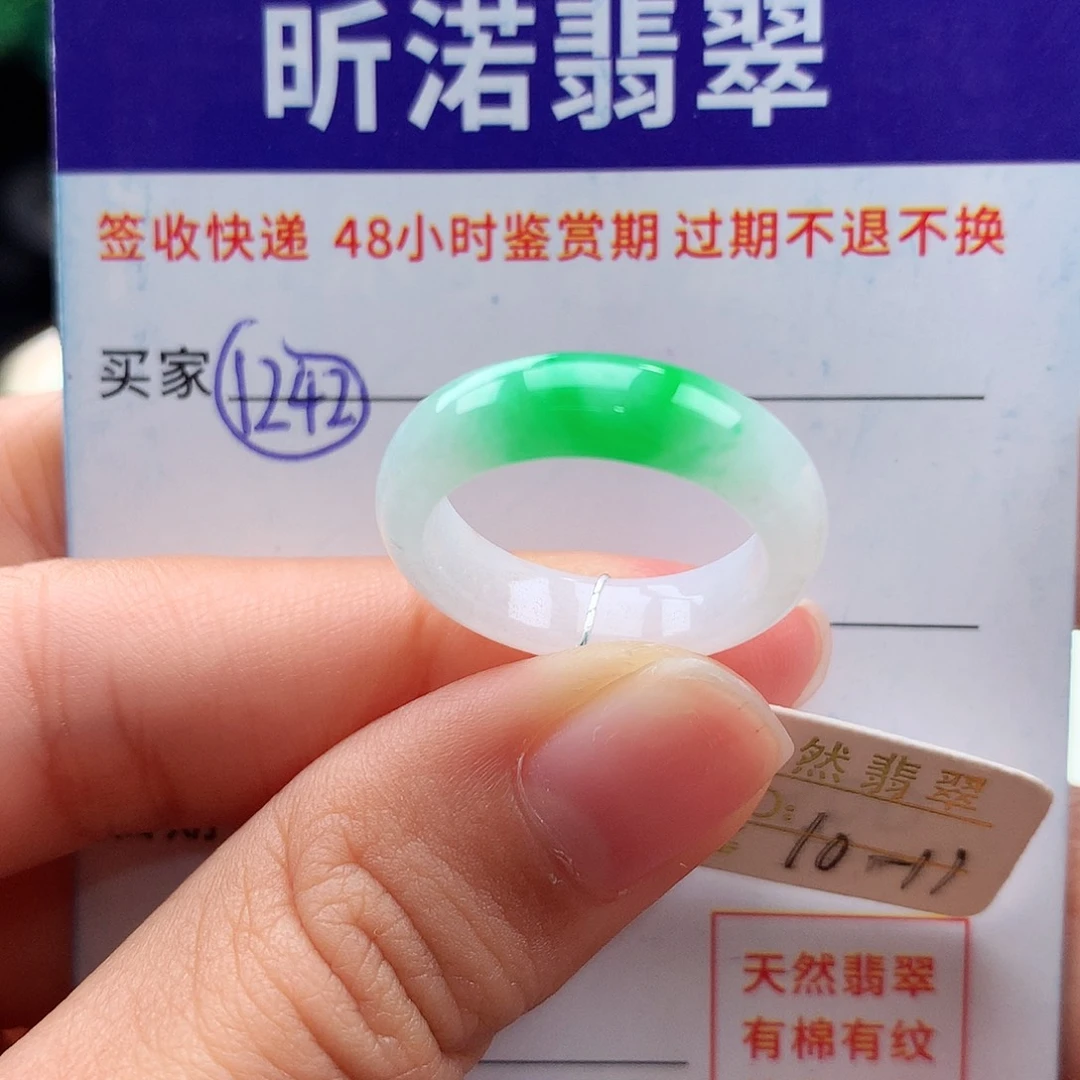 昕渃翡翠
签收快递 48小时鉴赏期 过期不退不换
买家 1242
然翡翠
10-11
天然翡翠
有棉有纹